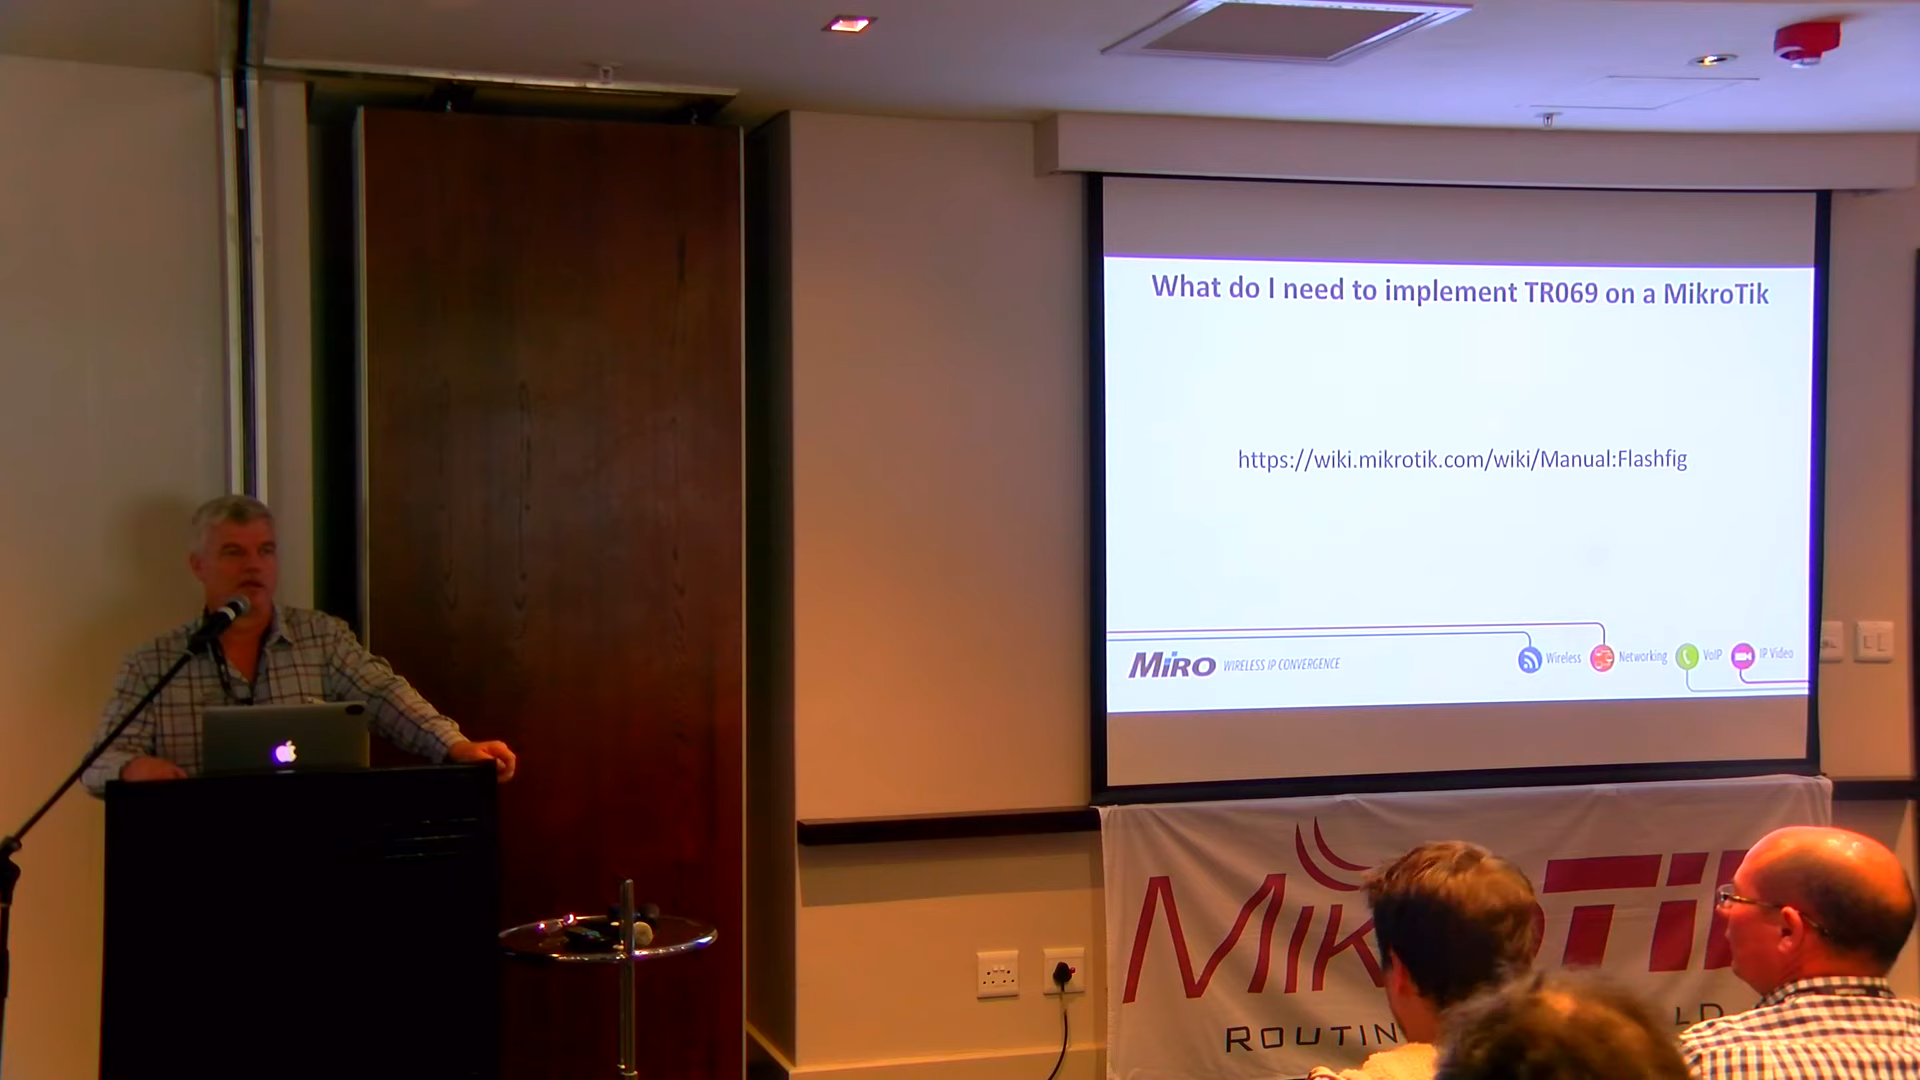 What do I need to implement TR069 on a MikroTik
https://wiki.mikrotik.com/wiki/Manual:Flashfig
MiRO WIRELESS IP CONVERGENCE
Wireless
Networking
VoIP
IP Video